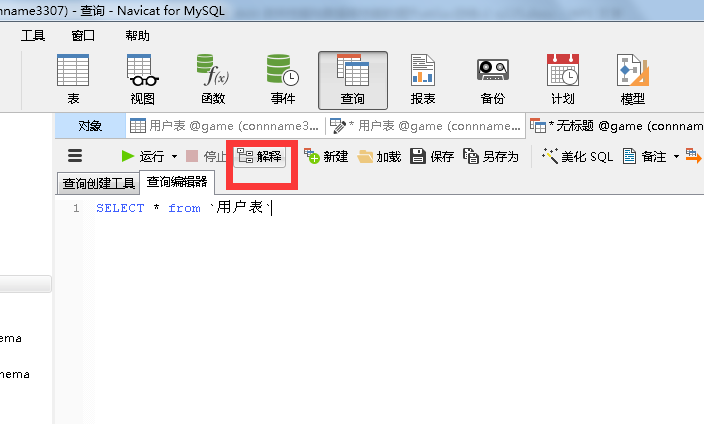 nname3307) - 查询 - Navicat for MySQL
工具 窗口 帮助
f(x)
表 视图 函数 事件 查询 报表 备份 计划 模型
对象 用户表 @game (connname3... * 用户表 @game (connname... * 无标题 @game (connnam
运行 停止 解释 新建 加载 保存 另存为 美化 SQL 备注
查询创建工具 查询编辑器
1 SELECT * from `用户表`
ema
hema